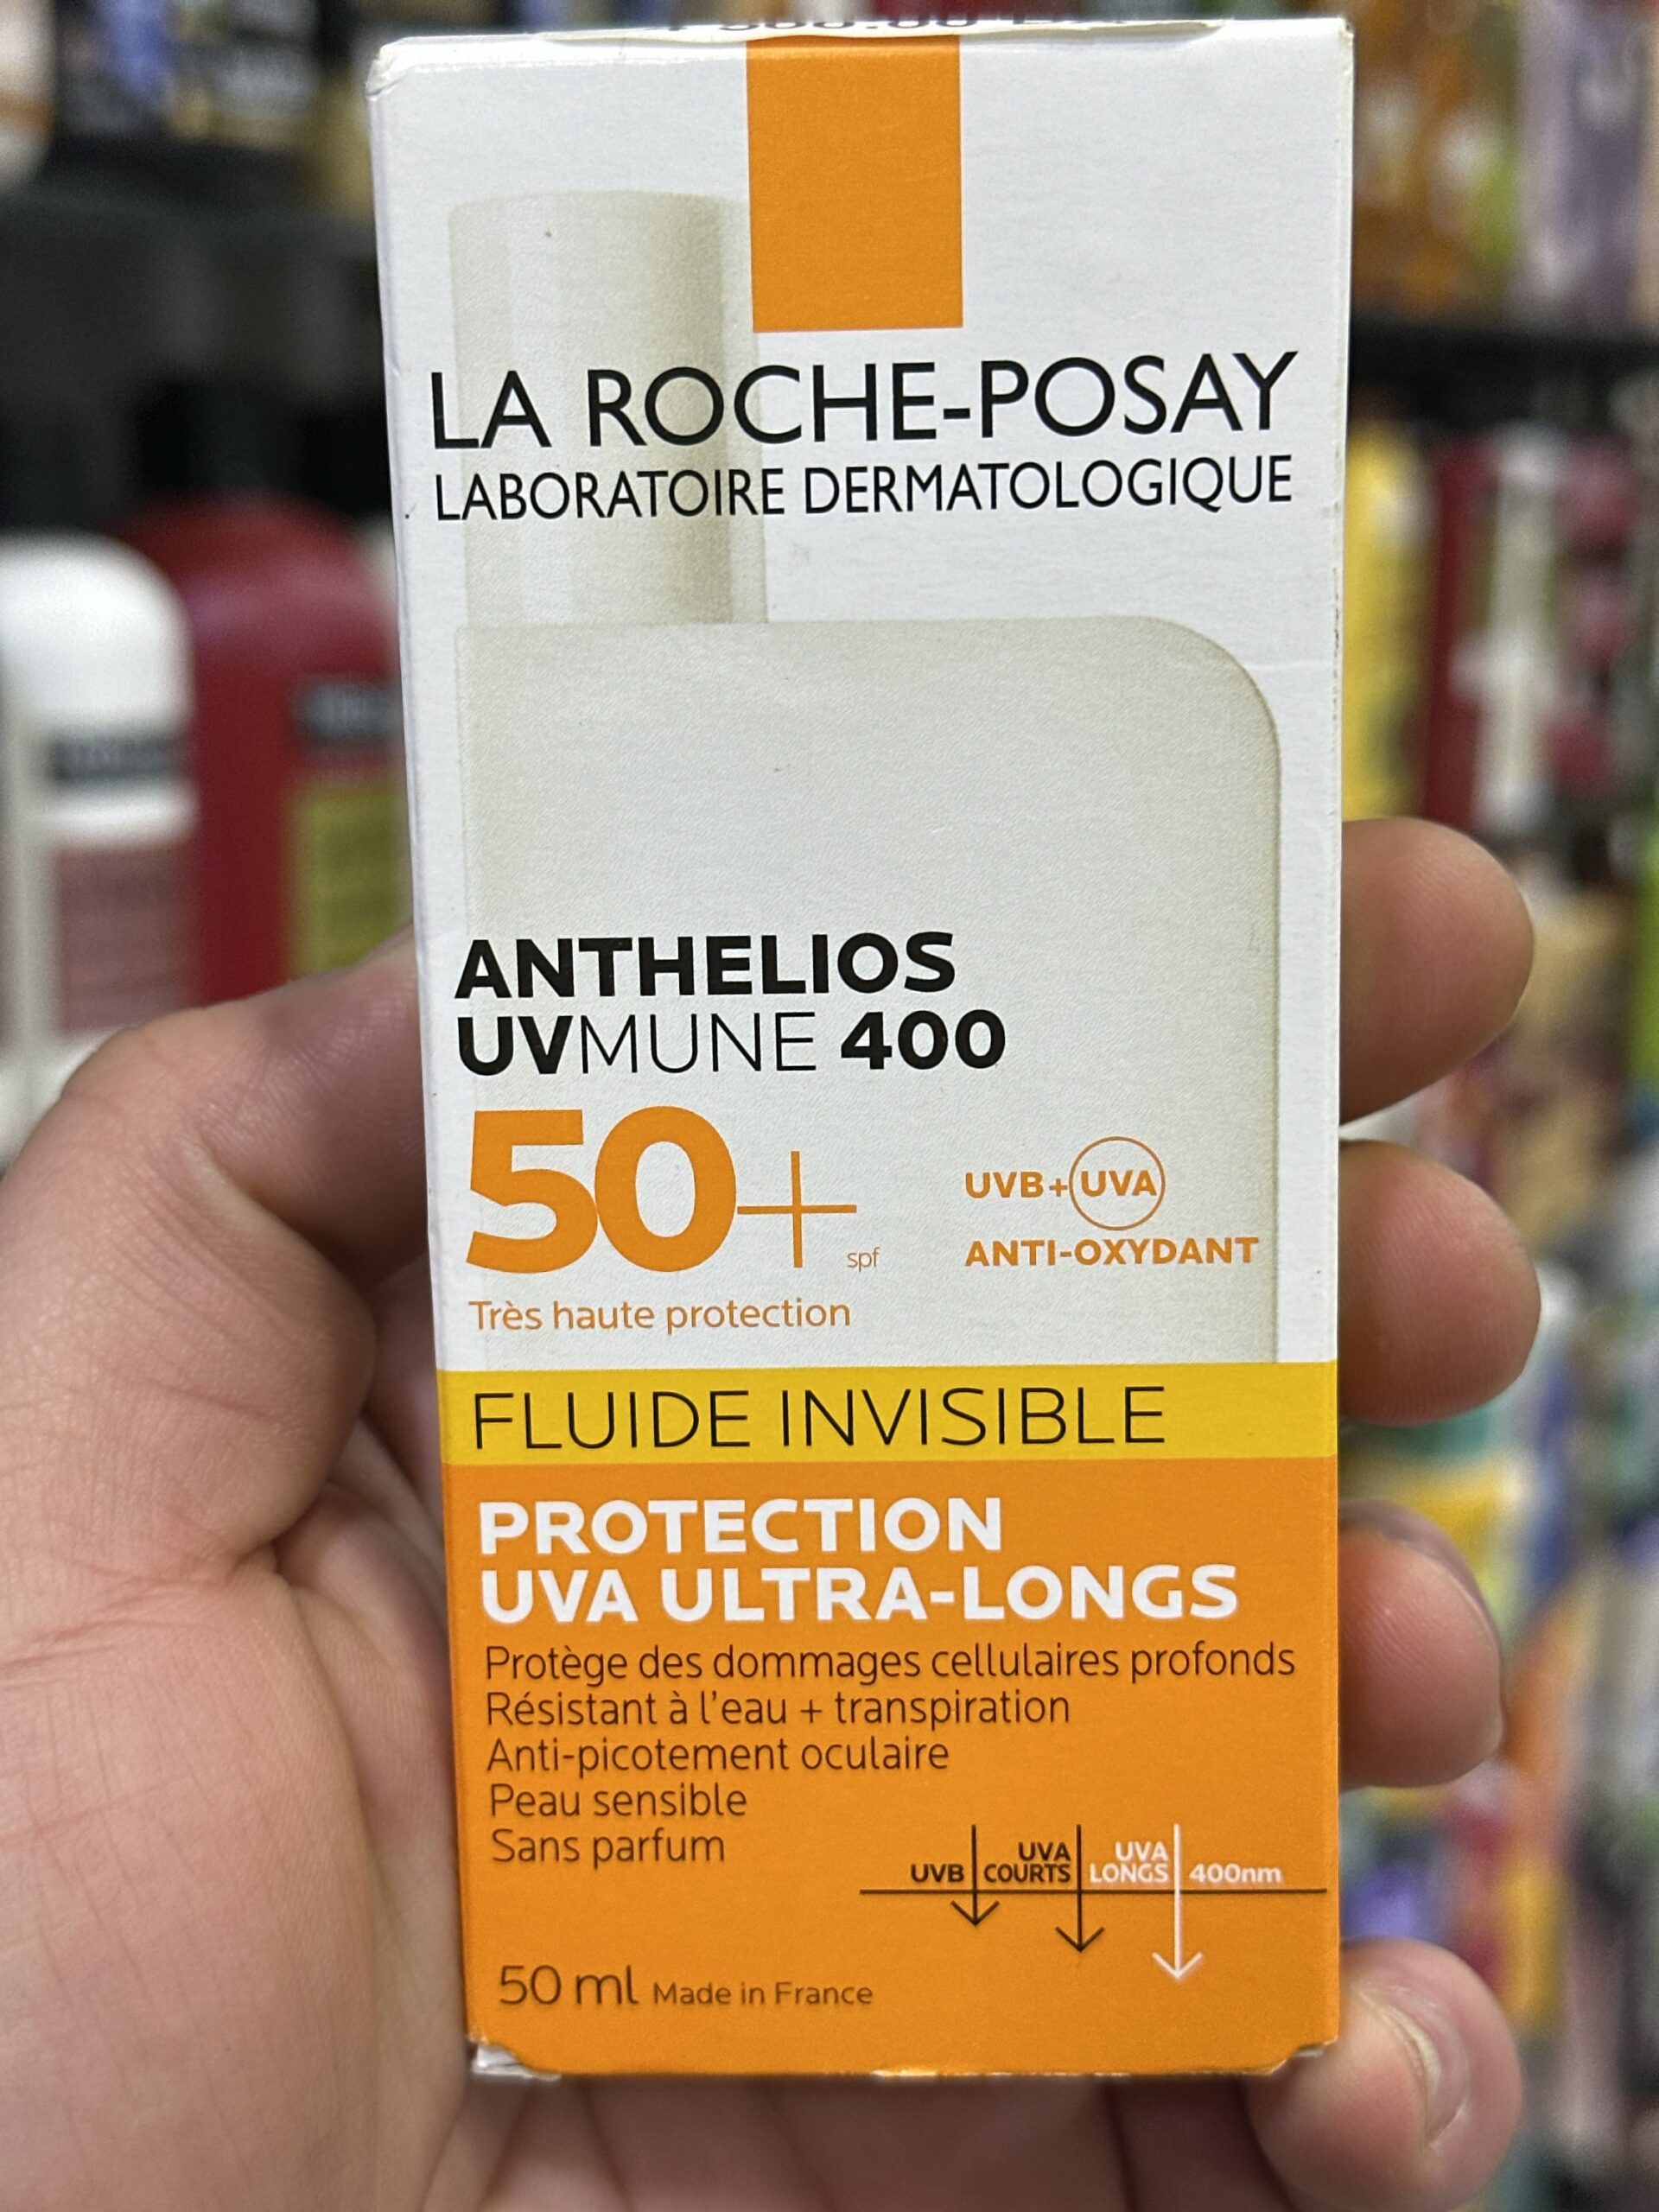 LA ROCHE-POSAY
LABORATOIRE DERMATOLOGIQUE
ANTHELIOS
UVMUNE 400
50+ spf
Très haute protection
UVB+UVA
ANTI-OXYDANT
FLUIDE INVISIBLE
PROTECTION
UVA ULTRA-LONGS
Protège des dommages cellulaires profonds
Résistant à l'eau + transpiration
Anti-picotement oculaire
Peau sensible
Sans parfum
UVB
UVA COURTS
UVA LONGS
400nm
50 ml Made in France